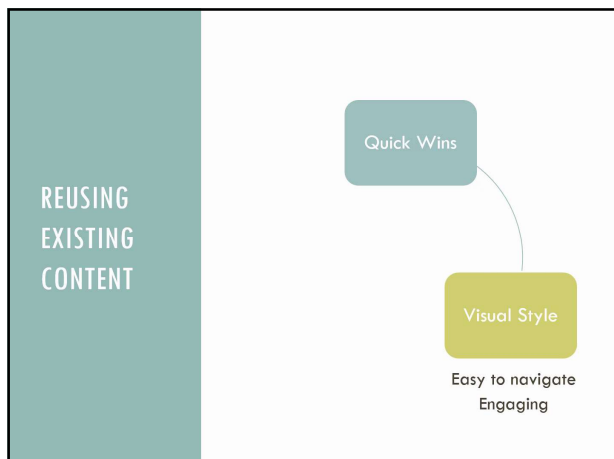 REUSING
EXISTING
CONTENT
Quick Wins
Visual Style
Easy to navigate
Engaging